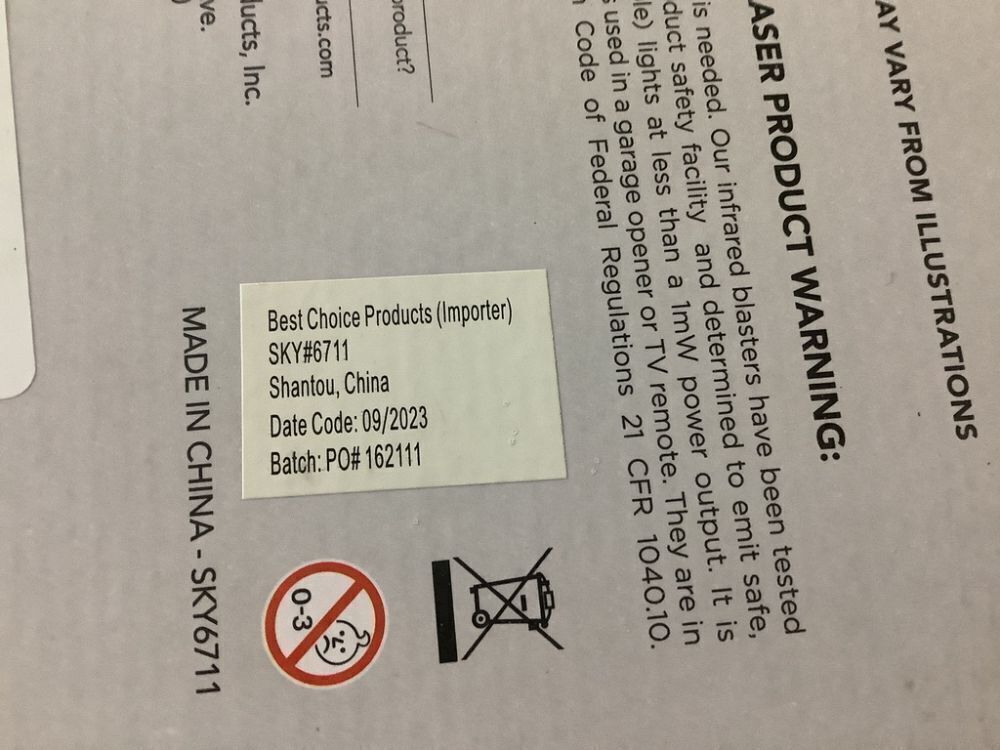 AY VARY FROM ILLUSTRATIONS
ASER PRODUCT WARNING:
is needed. Our infrared blasters have been tested
duct safety facility and determined to emit safe,
le) lights at less than a 1mW power output. It is
used in a garage opener or TV remote. They are in
Code of Federal Regulations 21 CFR 1040.10.
product?
ucts.com
ducts, Inc.
ve.
Best Choice Products (Importer)
SKY#6711
Shantou, China
Date Code: 09/2023
Batch: PO# 162111
MADE IN CHINA - SKY6711
0-3